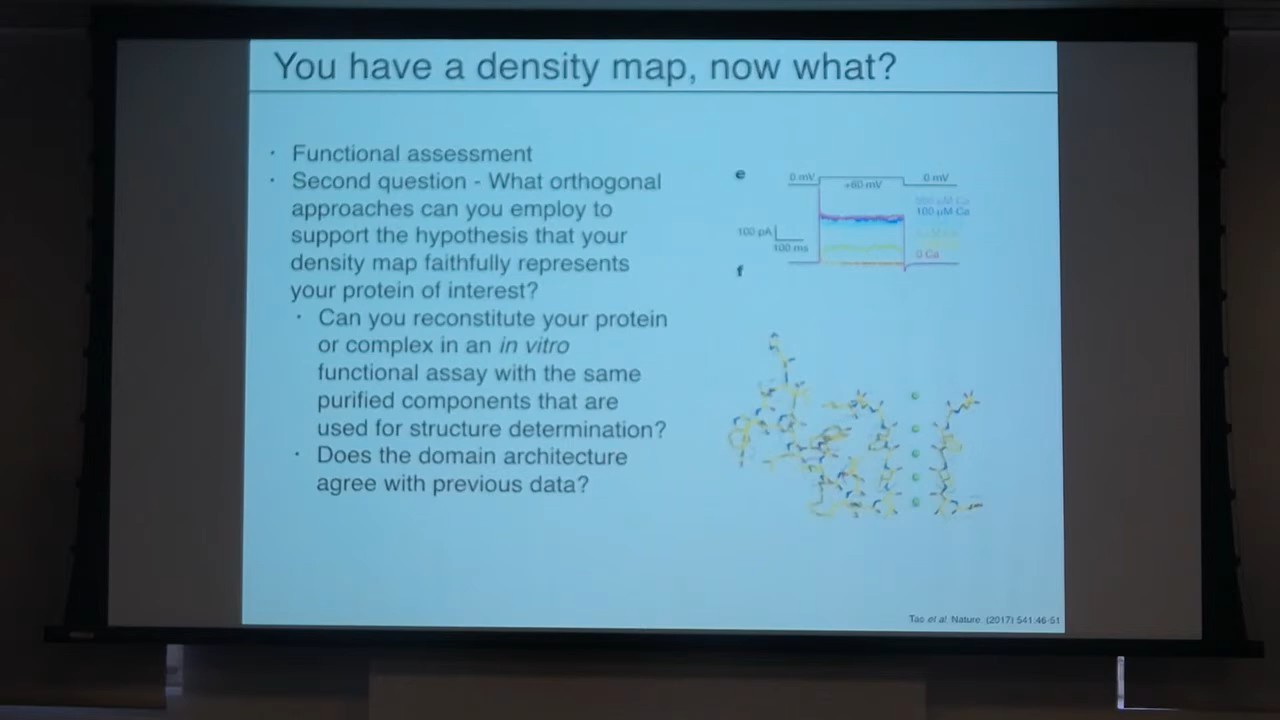 You have a density map, now what?
· Functional assessment
· Second question - What orthogonal
approaches can you employ to
support the hypothesis that your
density map faithfully represents
your protein of interest?
· Can you reconstitute your protein
or complex in an in vitro
functional assay with the same
purified components that are
used for structure determination?
· Does the domain architecture
agree with previous data?
e
0 mV
+80 mV
0 mV
100 µM Ca
100 pA
100 ms
0 Ca
f
Tao et al. Nature. (2017) 541:46-51